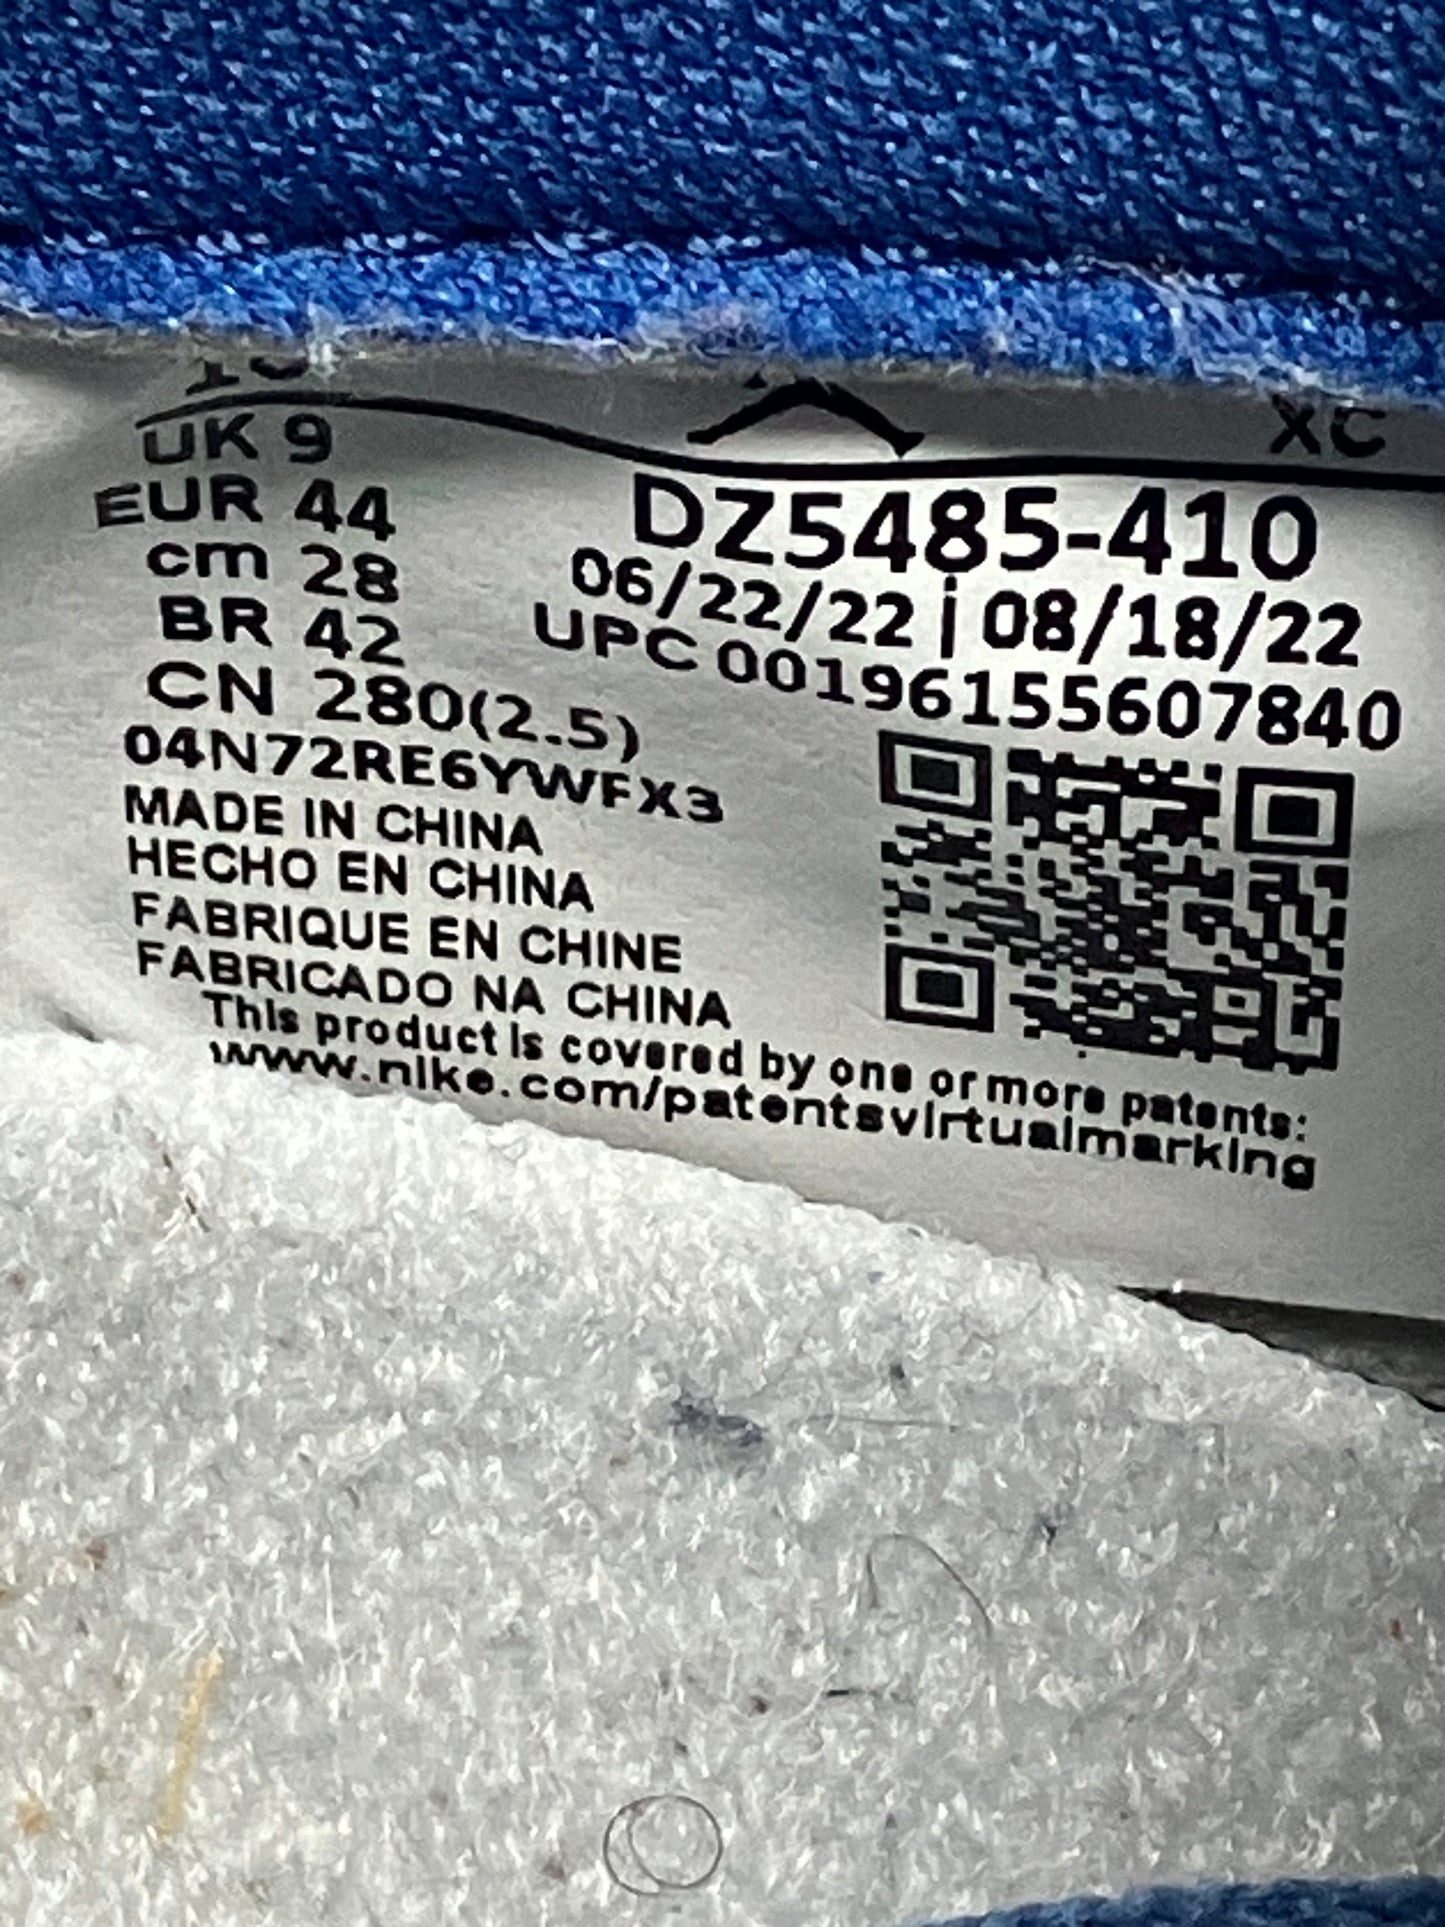 XC
UK 9
EUR 44
cm 28
BR 42
CN 280(2.5)
04N72RE6YWFX3
DZ5485-410
06/22/22 | 08/18/22
UPC 00196155607840
MADE IN CHINA
HECHO EN CHINA
FABRIQUE EN CHINE
FABRICADO NA CHINA
This product is covered by one or more patents:
www.nike.com/patentsvirtualmarking